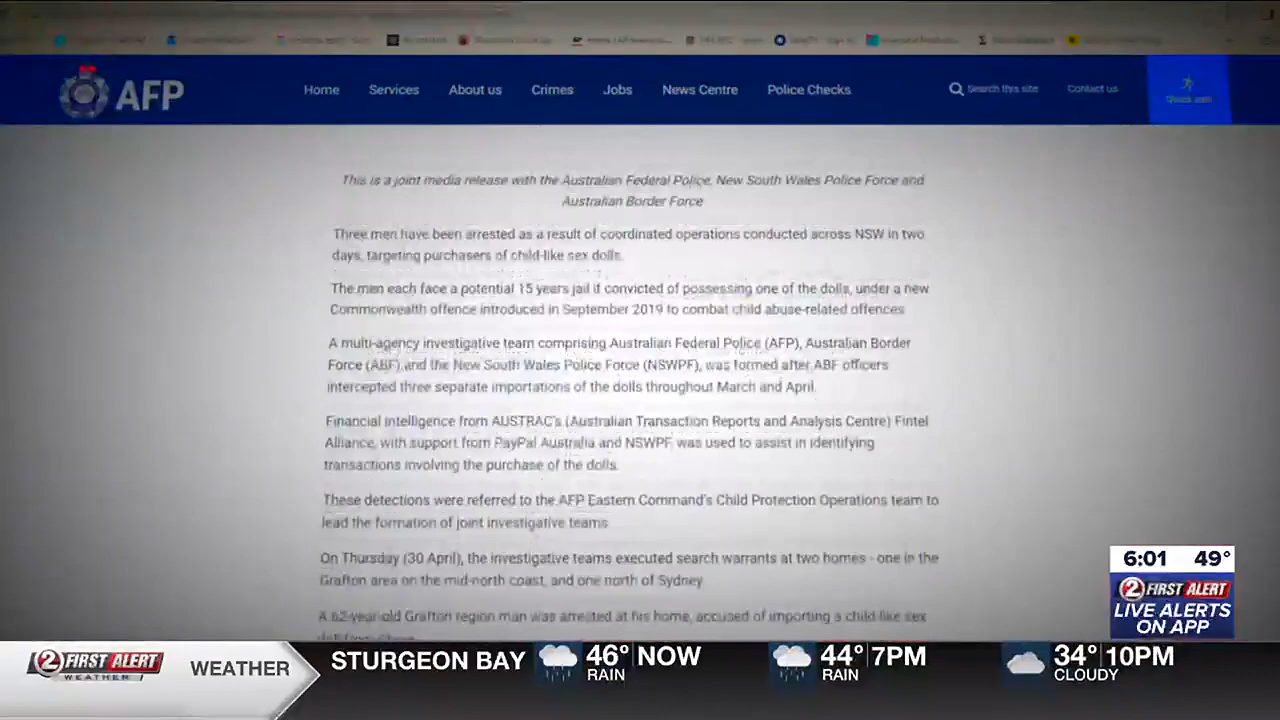 AFP
Home Services About us Crimes Jobs News Centre Police Checks Search this site Contact us
This is a joint media release with the Australian Federal Police, New South Wales Police Force and
Australian Border Force
Three men have been arrested as a result of coordinated operations conducted across NSW in two
days, targeting purchasers of child-like sex dolls.
The men each face a potential 15 years jail if convicted of possessing one of the dolls, under a new
Commonwealth offence introduced in September 2019 to combat child abuse-related offences
A multi-agency investigative team comprising Australian Federal Police (AFP), Australian Border
Force (ABF) and the New South Wales Police Force (NSWPF), was formed after ABF officers
intercepted three separate importations of the dolls throughout March and April.
Financial intelligence from AUSTRAC's (Australian Transaction Reports and Analysis Centre) Fintel
Alliance, with support from PayPal Australia and NSWPF, was used to assist in identifying
transactions involving the purchase of the dolls.
These detections were referred to the AFP Eastern Command's Child Protection Operations team to
lead the formation of joint investigative teams
On Thursday (30 April), the investigative teams executed search warrants at two homes - one in the
Grafton area on the mid-north coast, and one north of Sydney
A 62-year-old Grafton region man was arrested at his home, accused of importing a child-like sex
6:01 49°
2 FIRST ALERT
LIVE ALERTS
ON APP
2 FIRST ALERT
WEATHER
WEATHER
STURGEON BAY
46° NOW
RAIN
44° 7PM
RAIN
34° 10PM
CLOUDY